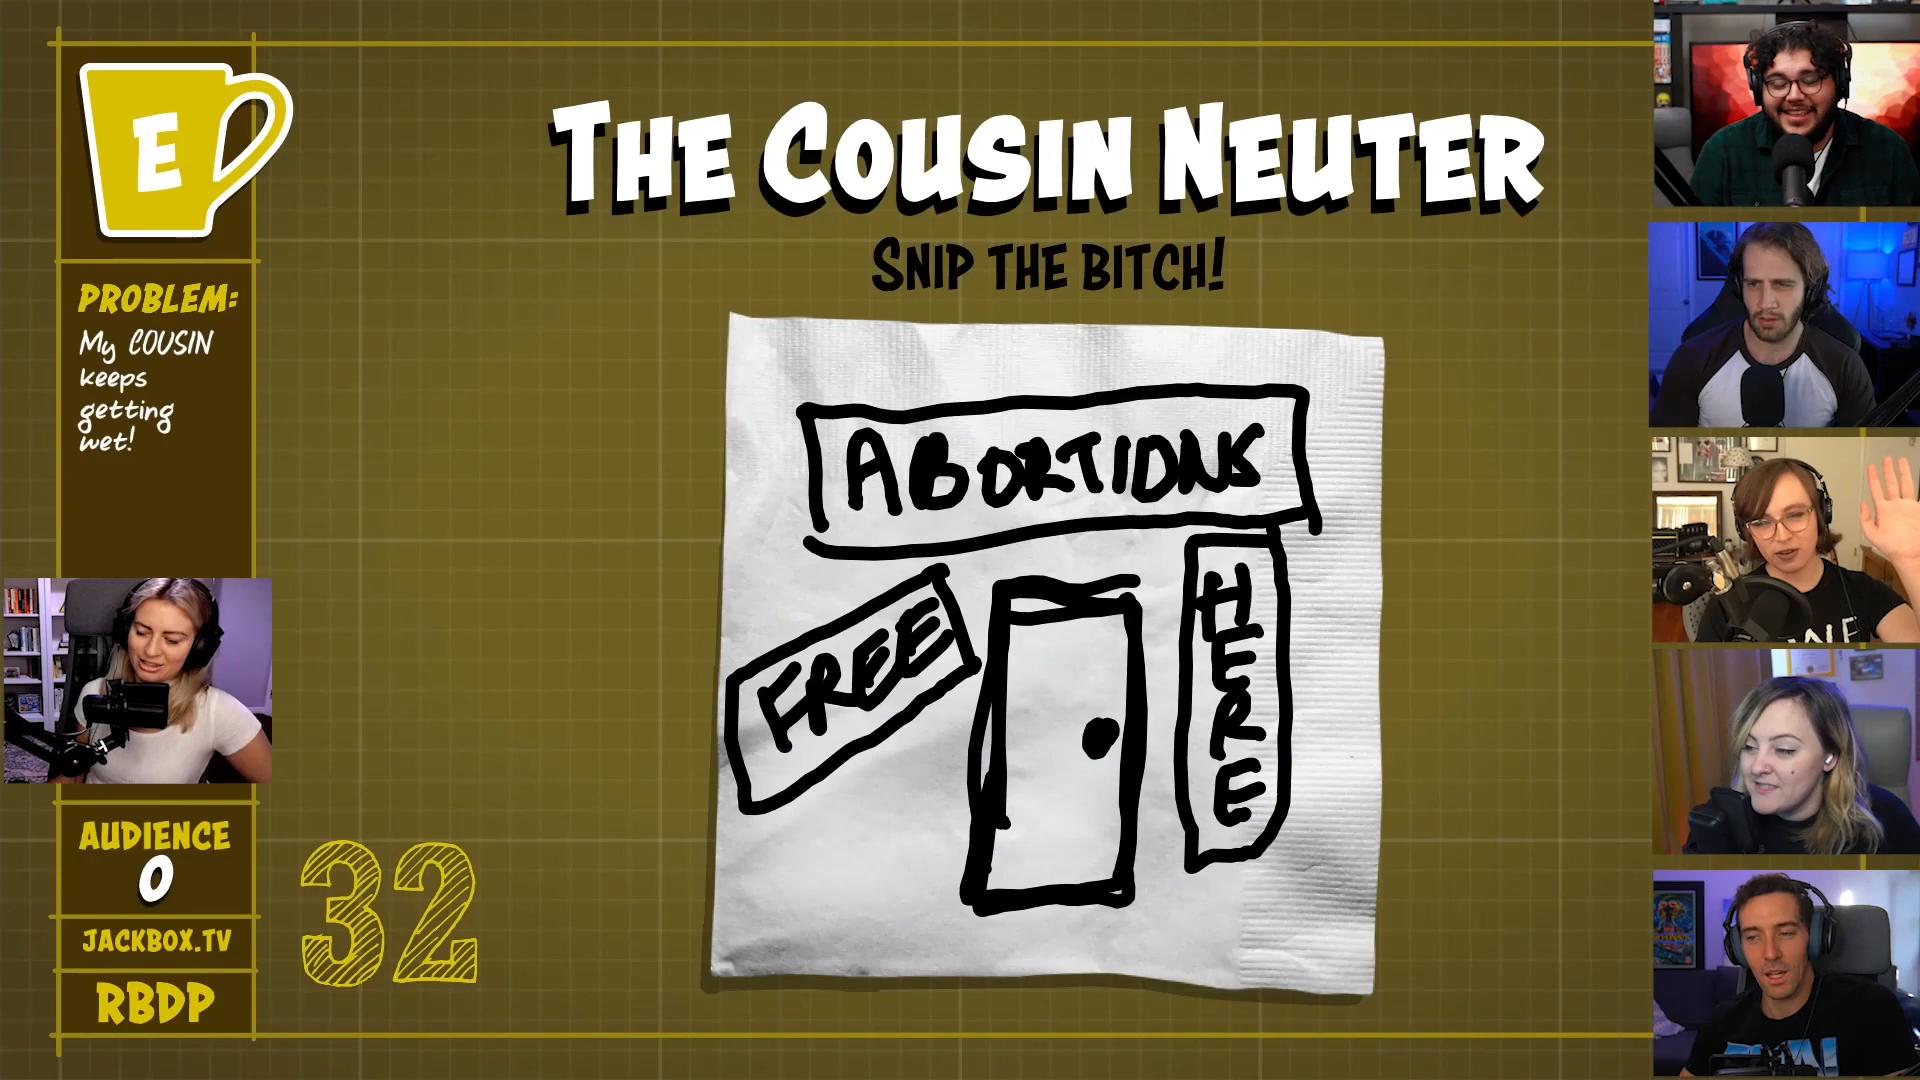 E
THE COUSIN NEUTER
SNIP THE BITCH!
PROBLEM:
My COUSIN
keeps
getting
wet!
ABORTIONS
FREE
HERE
AUDIENCE
0
JACKBOX.TV
RBDP
32